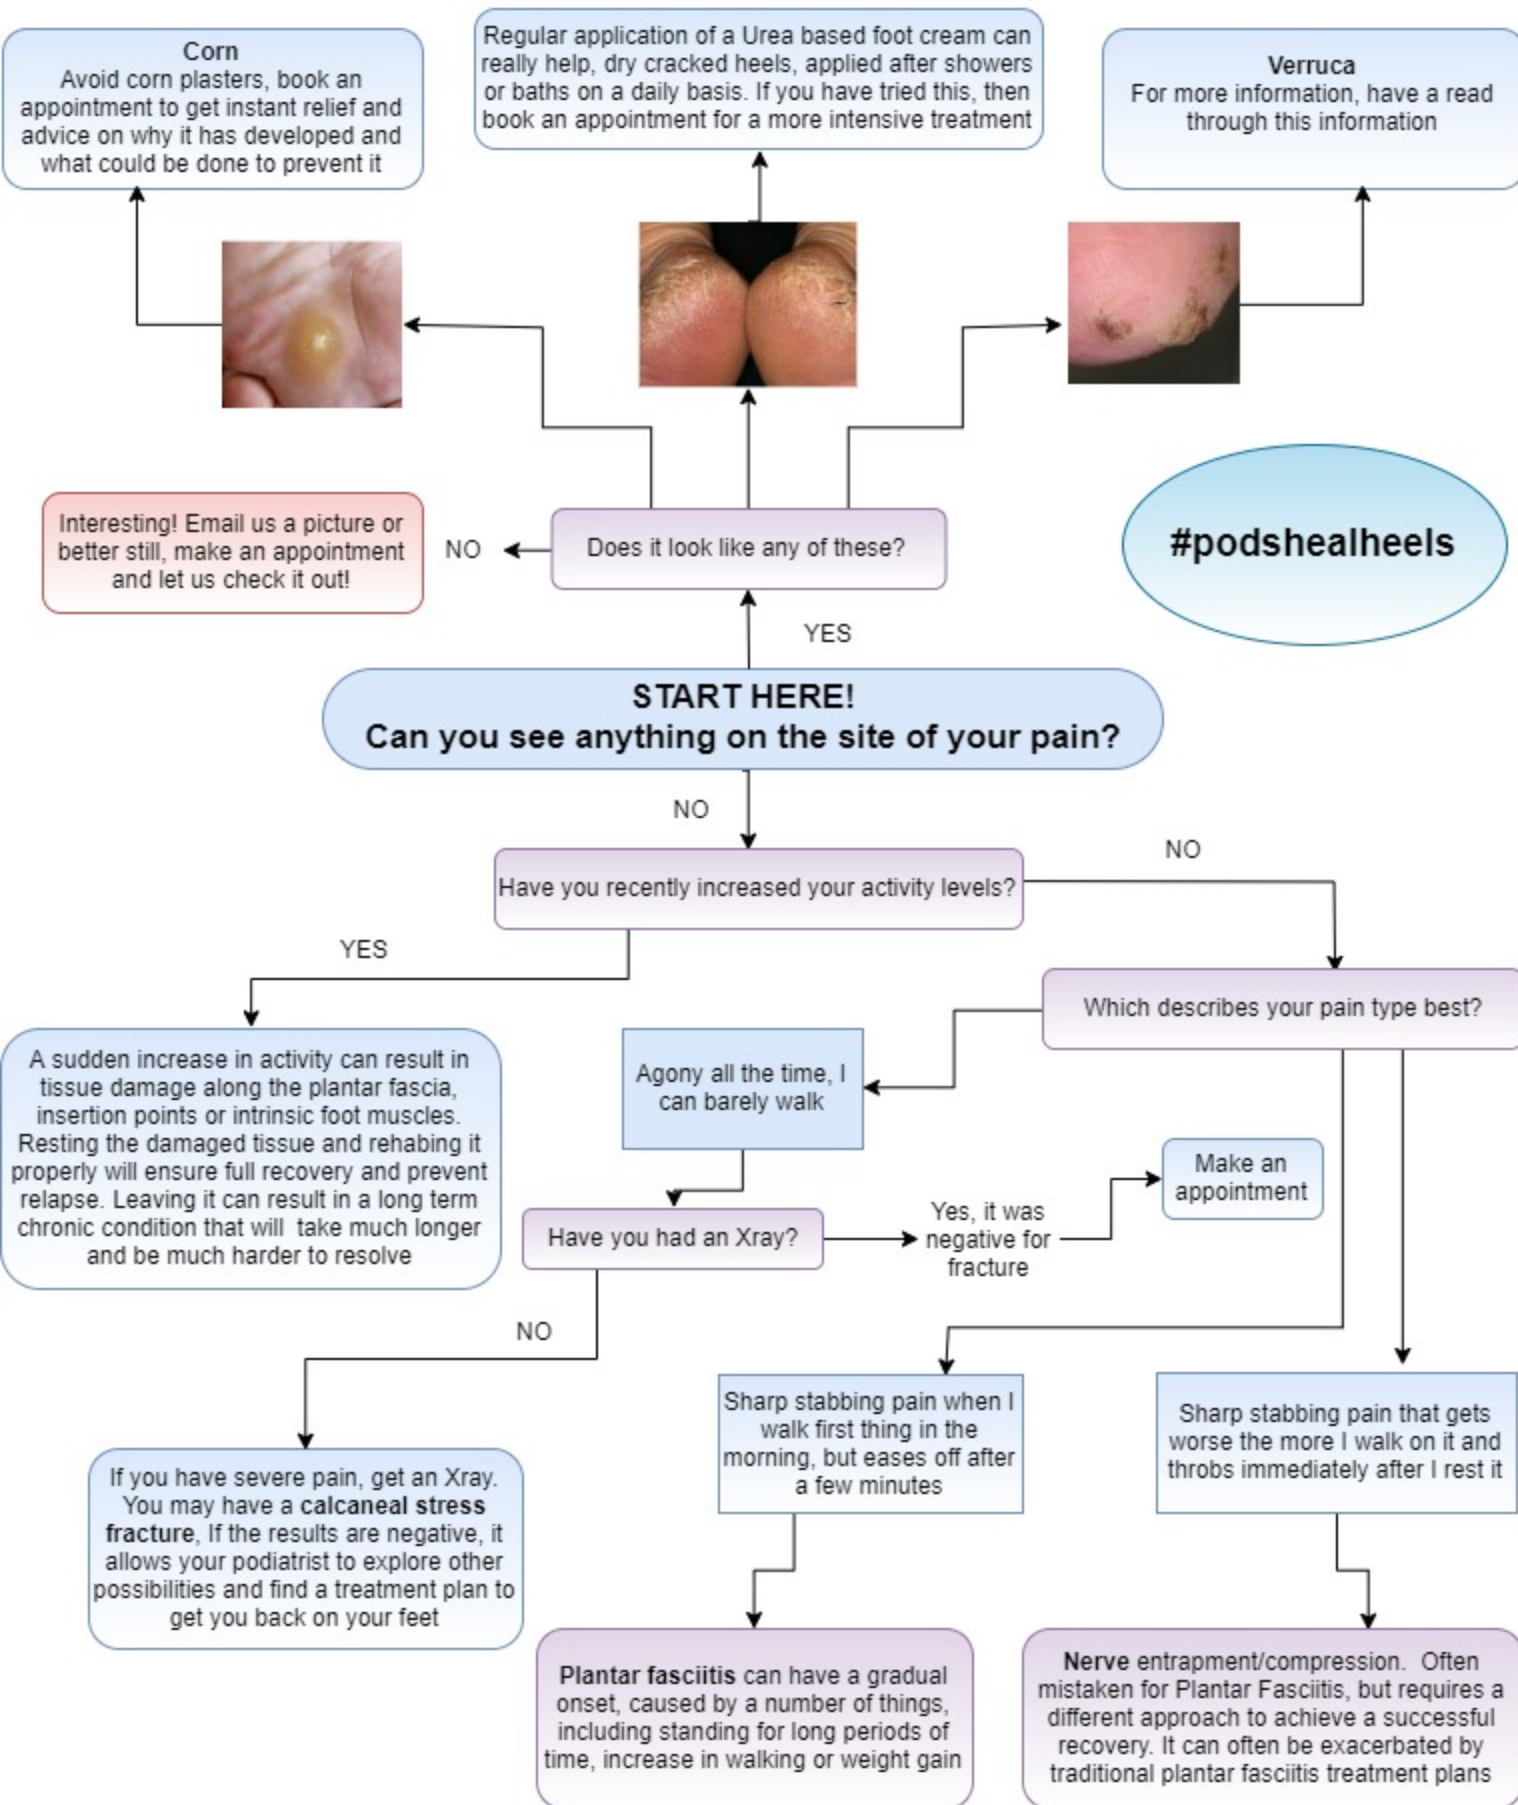 Corn
Avoid corn plasters, book an
appointment to get instant relief and
advice on why it has developed and
what could be done to prevent it
Regular application of a Urea based foot cream can
really help, dry cracked heels, applied after showers
or baths on a daily basis. If you have tried this, then
book an appointment for a more intensive treatment
Verruca
For more information, have a read
through this information
Interesting! Email us a picture or
better still, make an appointment
and let us check it out!
NO
Does it look like any of these?
#podshealheels
YES
START HERE!
Can you see anything on the site of your pain?
NO
Have you recently increased your activity levels?
NO
YES
Which describes your pain type best?
A sudden increase in activity can result in
tissue damage along the plantar fascia,
insertion points or intrinsic foot muscles.
Resting the damaged tissue and rehabing it
properly will ensure full recovery and prevent
relapse. Leaving it can result in a long term
chronic condition that will take much longer
and be much harder to resolve
Agony all the time, I
can barely walk
Make an
appointment
Have you had an Xray?
Yes, it was
negative for
fracture
NO
Sharp stabbing pain when I
walk first thing in the
morning, but eases off after
a few minutes
Sharp stabbing pain that gets
worse the more I walk on it and
throbs immediately after I rest it
If you have severe pain, get an Xray.
You may have a calcaneal stress
fracture, If the results are negative, it
allows your podiatrist to explore other
possibilities and find a treatment plan to
get you back on your feet
Plantar fasciitis can have a gradual
onset, caused by a number of things,
including standing for long periods of
time, increase in walking or weight gain
Nerve entrapment/compression. Often
mistaken for Plantar Fasciitis, but requires a
different approach to achieve a successful
recovery. It can often be exacerbated by
traditional plantar fasciitis treatment plans